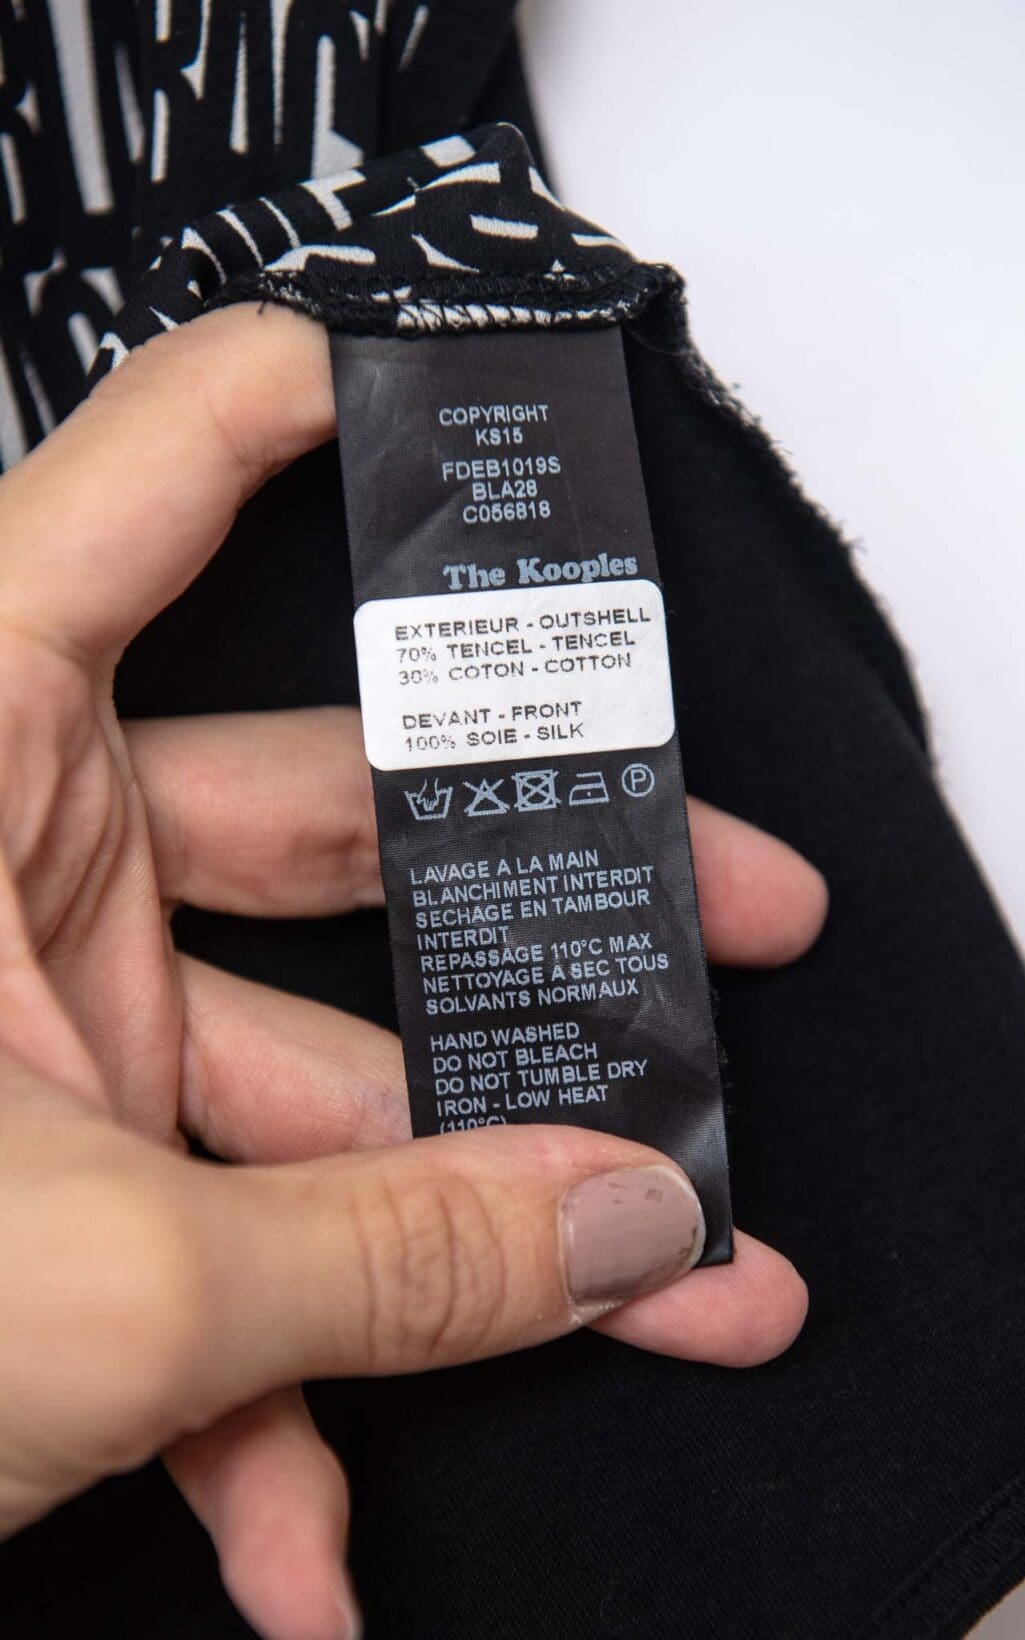 COPYRIGHT
KS15
FDEB1019S
BLA28
C056818
The Kooples
EXTERIEUR - OUTSHELL
70% TENCEL - TENCEL
30% COTON - COTTON
DEVANT - FRONT
100% SOIE - SILK
P
LAVAGE A LA MAIN
BLANCHIMENT INTERDIT
SECHAGE EN TAMBOUR
INTERDIT
REPASSAGE 110°C MAX
NETTOYAGE A SEC TOUS
SOLVANTS NORMAUX
HAND WASHED
DO NOT BLEACH
DO NOT TUMBLE DRY
IRON - LOW HEAT
(110°C)